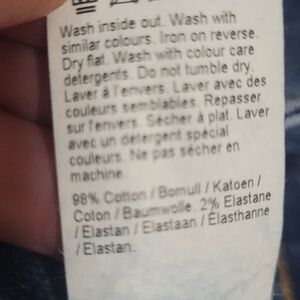 Wash inside out. Wash with
similar colours. Iron on reverse.
Dry flat. Wash with colour care
detergents. Do not tumble dry.
Laver à l'envers. Laver avec des
couleurs semblables. Repasser
sur l'envers. Sécher à plat. Laver
avec un détergent spécial
couleurs. Ne pas sécher en
machine.
98% Cotton / Bomull / Katoen /
Coton / Baumwolle. 2% Elastane
/ Elastan / Elastaan / Élasthanne
/ Elastan.